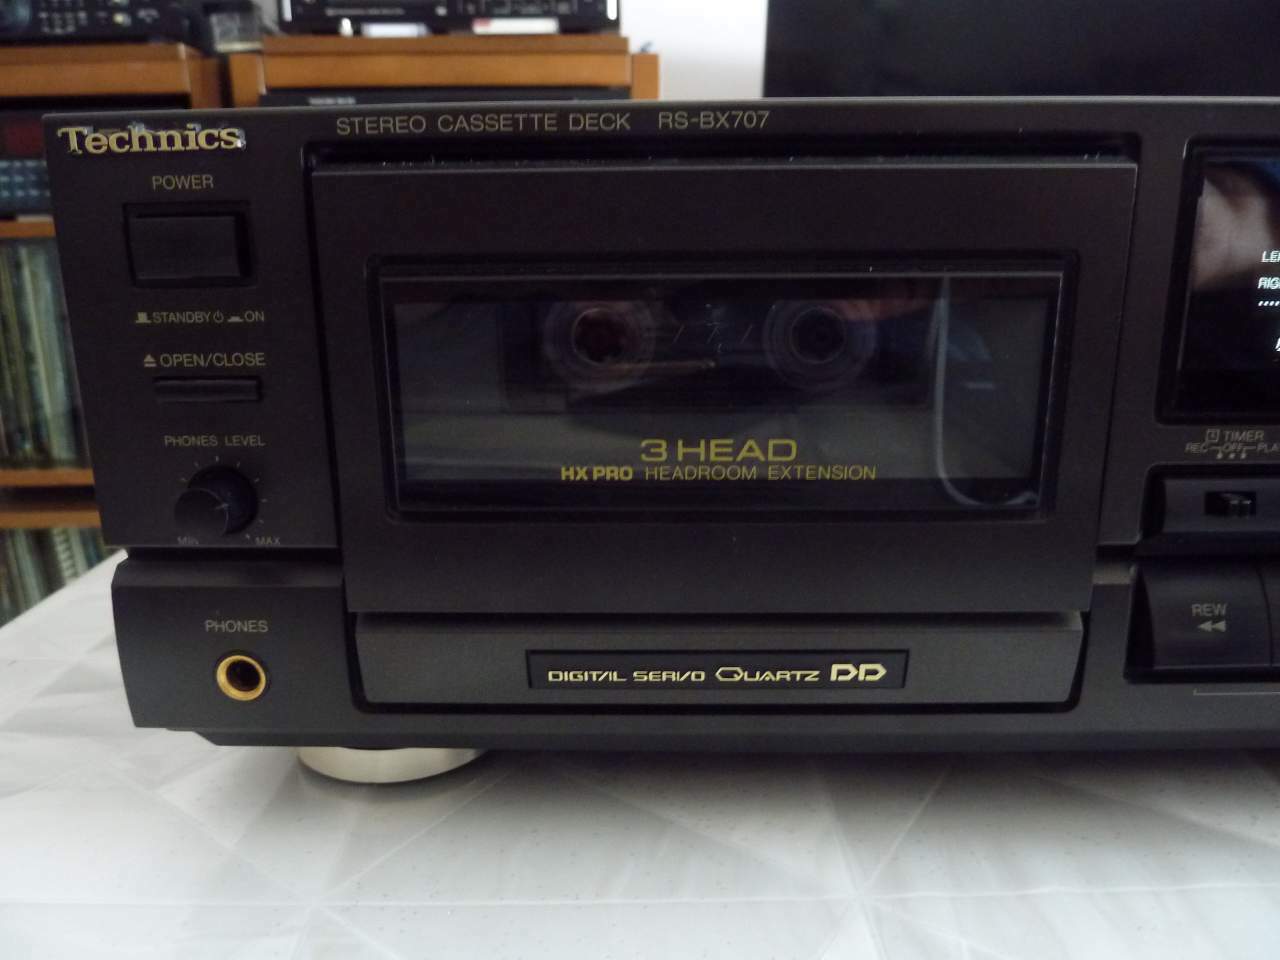 Technics
STEREO CASSETTE DECK RS-BX707
POWER
STANDBY ON
OPEN/CLOSE
PHONES LEVEL
MIN MAX
PHONES
3 HEAD
HX PRO HEADROOM EXTENSION
DIGITAL SERVO QUARTZ DD
TIMER
REC OFF
REW